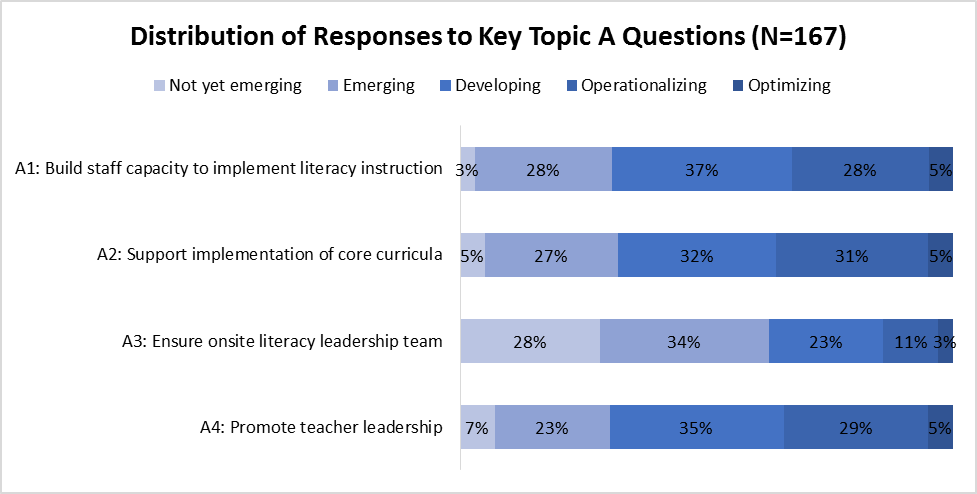 Distribution of Responses to Key Topic A Questions (N=167)
Not yet emerging Emerging Developing Operationalizing Optimizing
A1: Build staff capacity to implement literacy instruction 3% 28% 37% 28% 5%
A2: Support implementation of core curricula 5% 27% 32% 31% 5%
A3: Ensure onsite literacy leadership team 28% 34% 23% 11% 3%
A4: Promote teacher leadership 7% 23% 35% 29% 5%